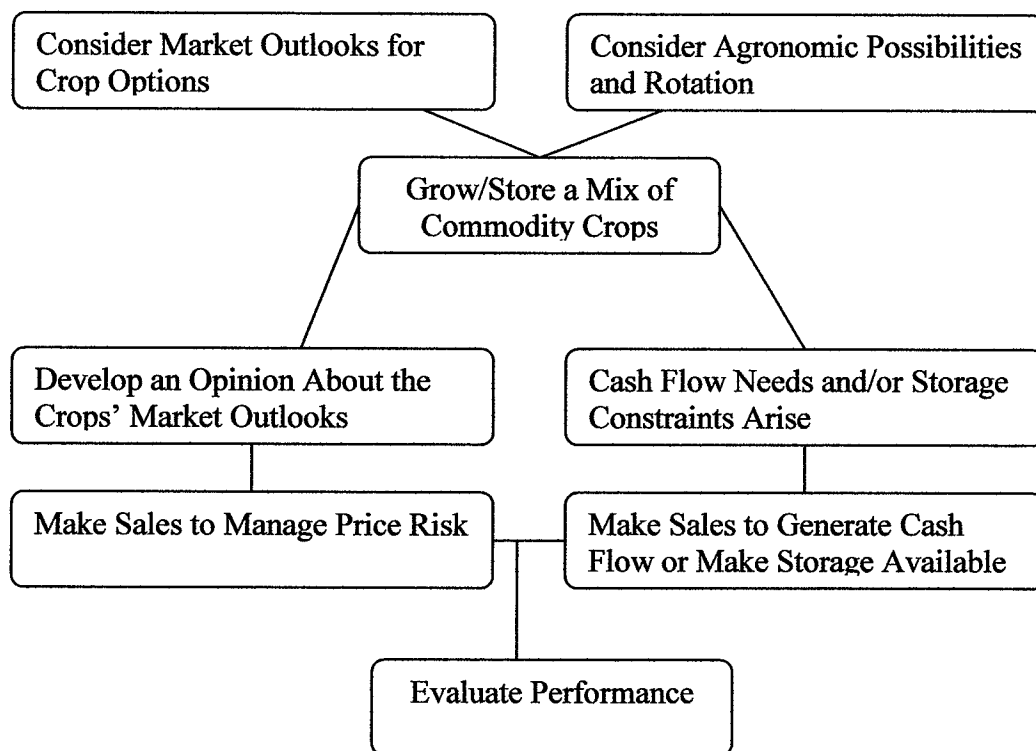 Consider Market Outlooks for
Crop Options
Consider Agronomic Possibilities
and Rotation
Grow/Store a Mix of
Commodity Crops
Develop an Opinion About the
Crops’ Market Outlooks
Cash Flow Needs and/or Storage
Constraints Arise
Make Sales to Manage Price Risk
Make Sales to Generate Cash
Flow or Make Storage Available
Evaluate Performance